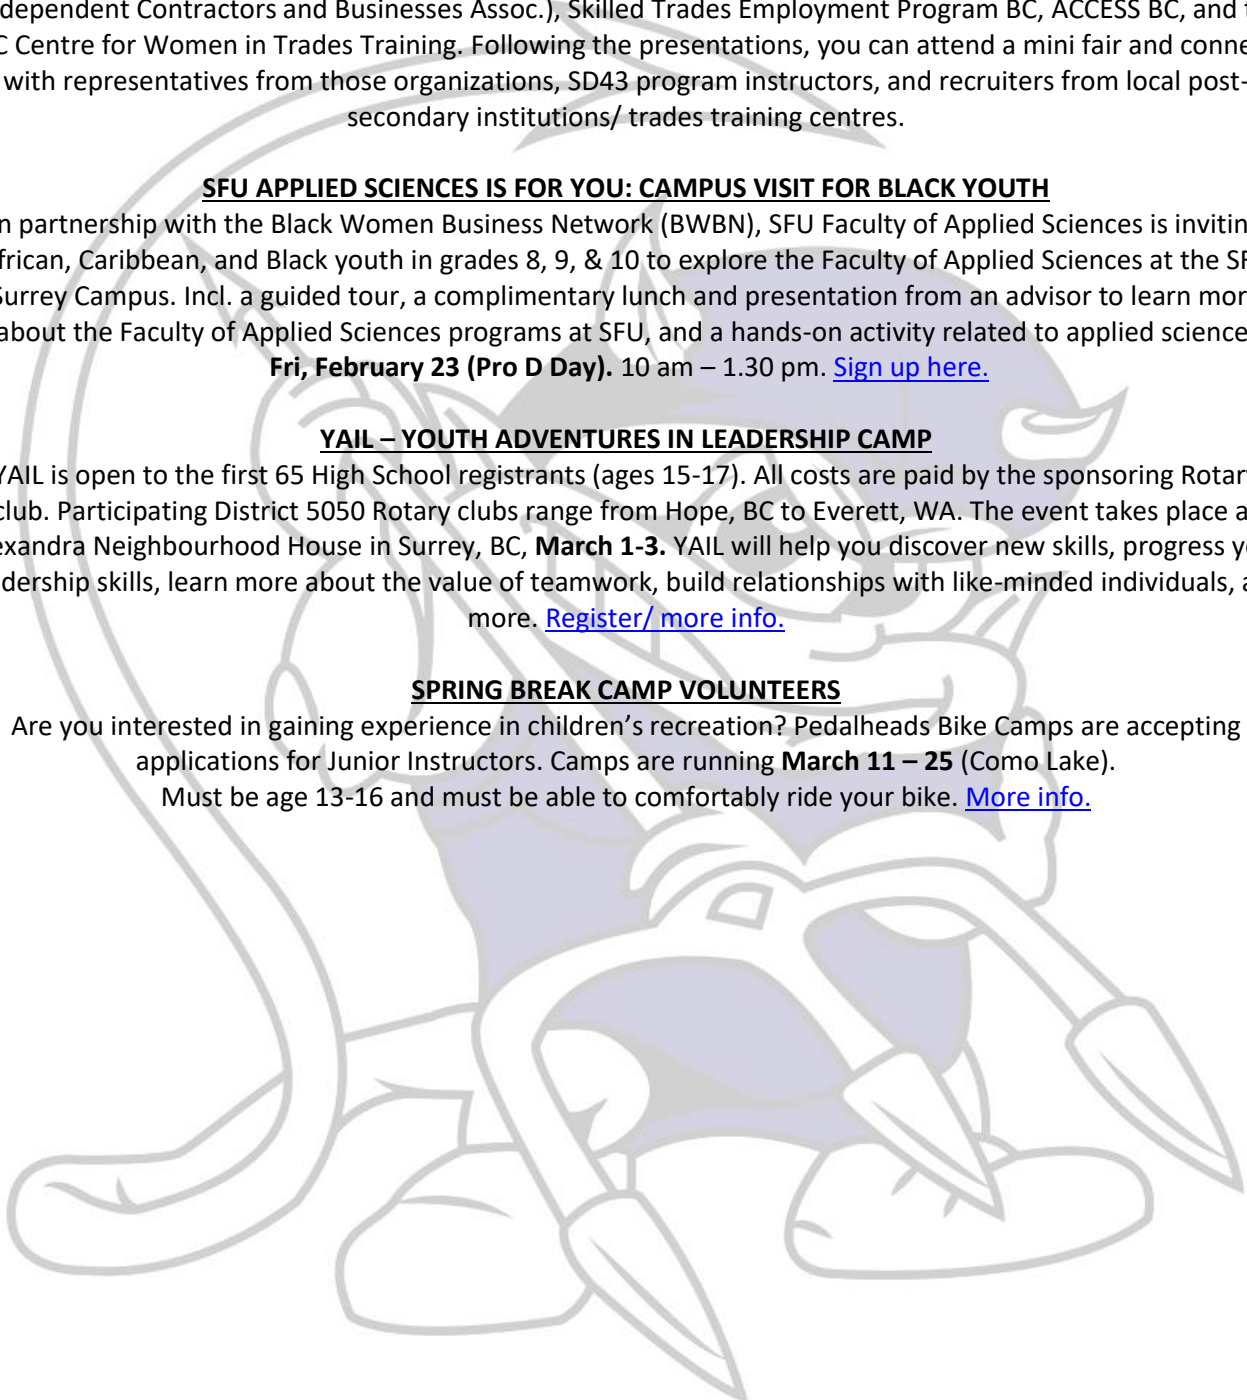 dependent Contractors and Businesses Assoc.), Skilled Trades Employment Program BC, ACCESS BC, and
C Centre for Women in Trades Training. Following the presentations, you can attend a mini fair and conne
with representatives from those organizations, SD43 program instructors, and recruiters from local post-
secondary institutions/ trades training centres.
SFU APPLIED SCIENCES IS FOR YOU: CAMPUS VISIT FOR BLACK YOUTH
n partnership with the Black Women Business Network (BWBN), SFU Faculty of Applied Sciences is invitin
frican, Caribbean, and Black youth in grades 8, 9, & 10 to explore the Faculty of Applied Sciences at the SF
Surrey Campus. Incl. a guided tour, a complimentary lunch and presentation from an advisor to learn mor
about the Faculty of Applied Sciences programs at SFU, and a hands-on activity related to applied science
Fri, February 23 (Pro D Day). 10 am – 1.30 pm. Sign up here.
YAIL – YOUTH ADVENTURES IN LEADERSHIP CAMP
YAIL is open to the first 65 High School registrants (ages 15-17). All costs are paid by the sponsoring Rotar
club. Participating District 5050 Rotary clubs range from Hope, BC to Everett, WA. The event takes place a
exandra Neighbourhood House in Surrey, BC, March 1-3. YAIL will help you discover new skills, progress y
dership skills, learn more about the value of teamwork, build relationships with like-minded individuals, a
more. Register/ more info.
SPRING BREAK CAMP VOLUNTEERS
Are you interested in gaining experience in children’s recreation? Pedalheads Bike Camps are accepting
applications for Junior Instructors. Camps are running March 11 – 25 (Como Lake).
Must be age 13-16 and must be able to comfortably ride your bike. More info.